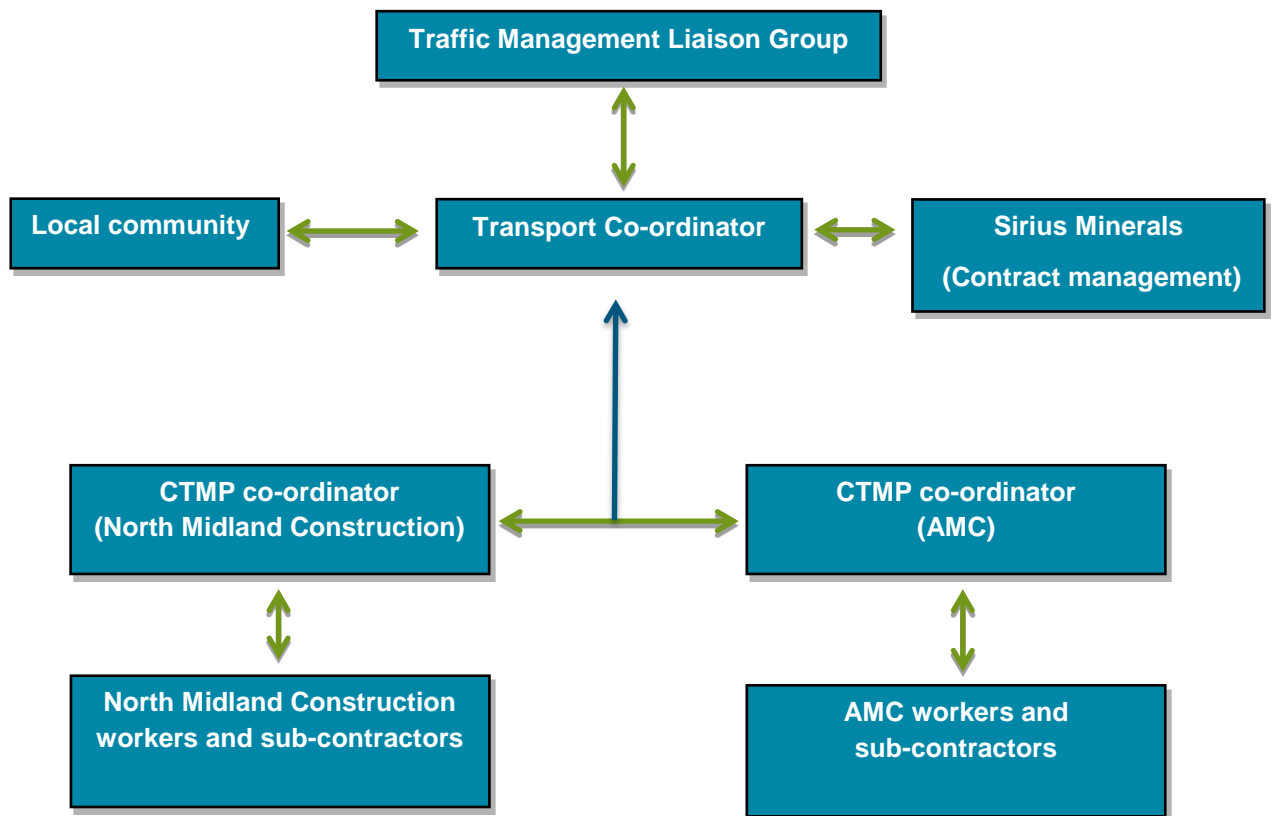 Traffic Management Liaison Group
Local community
Transport Co-ordinator
Sirius Minerals
(Contract management)
CTMP co-ordinator
(North Midland Construction)
CTMP co-ordinator
(AMC)
North Midland Construction
workers and sub-contractors
AMC workers and
sub-contractors